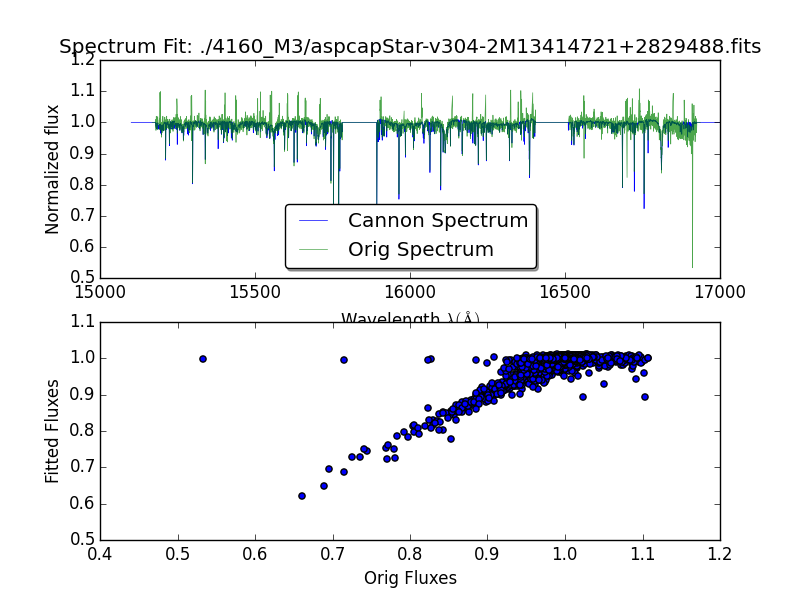 Spectrum Fit: ./4160_M3/aspcapStar-v304-2M13414721+2829488.fits
1.2
1.1
1.0
0.9
0.8
0.7
0.6
0.5
Normalized flux
Cannon Spectrum
Orig Spectrum
15000 15500 16000 16500 17000
Wavelength λ(Å)
1.1
1.0
0.9
0.8
0.7
0.6
0.5
Fitted Fluxes
0.4 0.5 0.6 0.7 0.8 0.9 1.0 1.1 1.2
Orig Fluxes